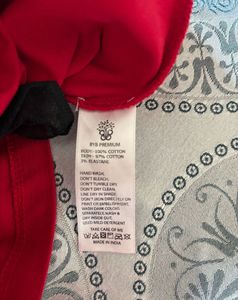 BYB PREMIUM
BODY: 100% COTTON
TRIM: 97% COTTON
3% ELASTANE
HAND WASH.
DON'T BLEACH.
DON'T TUMBLE DRY
DON'T DRY CLEAN.
LINE DRY IN SHADE.
DON'T IRON DIRECTLY ON
PRINT OR EMBELLISHMENT.
WASH DARK COLORS
SEPARATELY. WASH &
DRY INSIDE OUT.
USED MILD DETERGENT
TAKE CARE OF ME
MADE IN INDIA